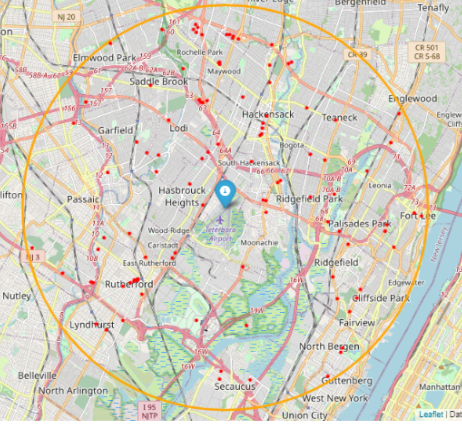 River Edge
Bergenfield
Tenafly
NJ 20
Rochelle Park
CR 501
CR S-68
Elmwood Park
Maywood
Saddle Brook
Englewood
Hackensack
Teaneck
Garfield
Lodi
Bogota
South Hackensack
Leonia
Hasbrouck
Heights
Passaic
Ridgefield Park
Fort Lee
Palisades Park
Teterboro
Airport
Wood-Ridge
Moonachie
Carlstadt
NJ 3
East Rutherford
Ridgefield
Edgewater
Rutherford
Nutley
Cliffside Park
Lyndhurst
Fairview
North Bergen
16W
Belleville
Secaucus
Guttenberg
North Arlington
Manhattan
West New York
I 95
NJTP
Union City
Leaflet